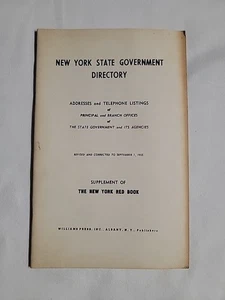 NEW YORK STATE GOVERNMENT
DIRECTORY
ADDRESSES and TELEPHONE LISTINGS
of
PRINCIPAL and BRANCH OFFICES
of
THE STATE GOVERNMENT and ITS AGENCIES
REVISED AND CORRECTED TO SEPTEMBER 1,
SUPPLEMENT OF
THE NEW YORK RED BOOK
WILLIAMS PRESS, INC., ALBANY, N. Y., Publishers